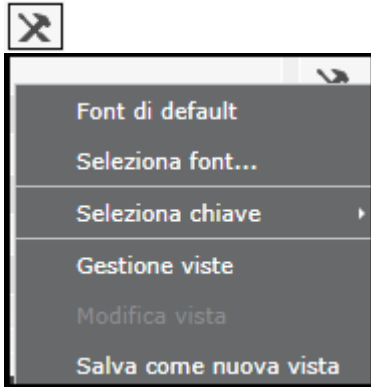 Font di default
Seleziona font...
Seleziona chiave
Gestione viste
Modifica vista
Salva come nuova vista